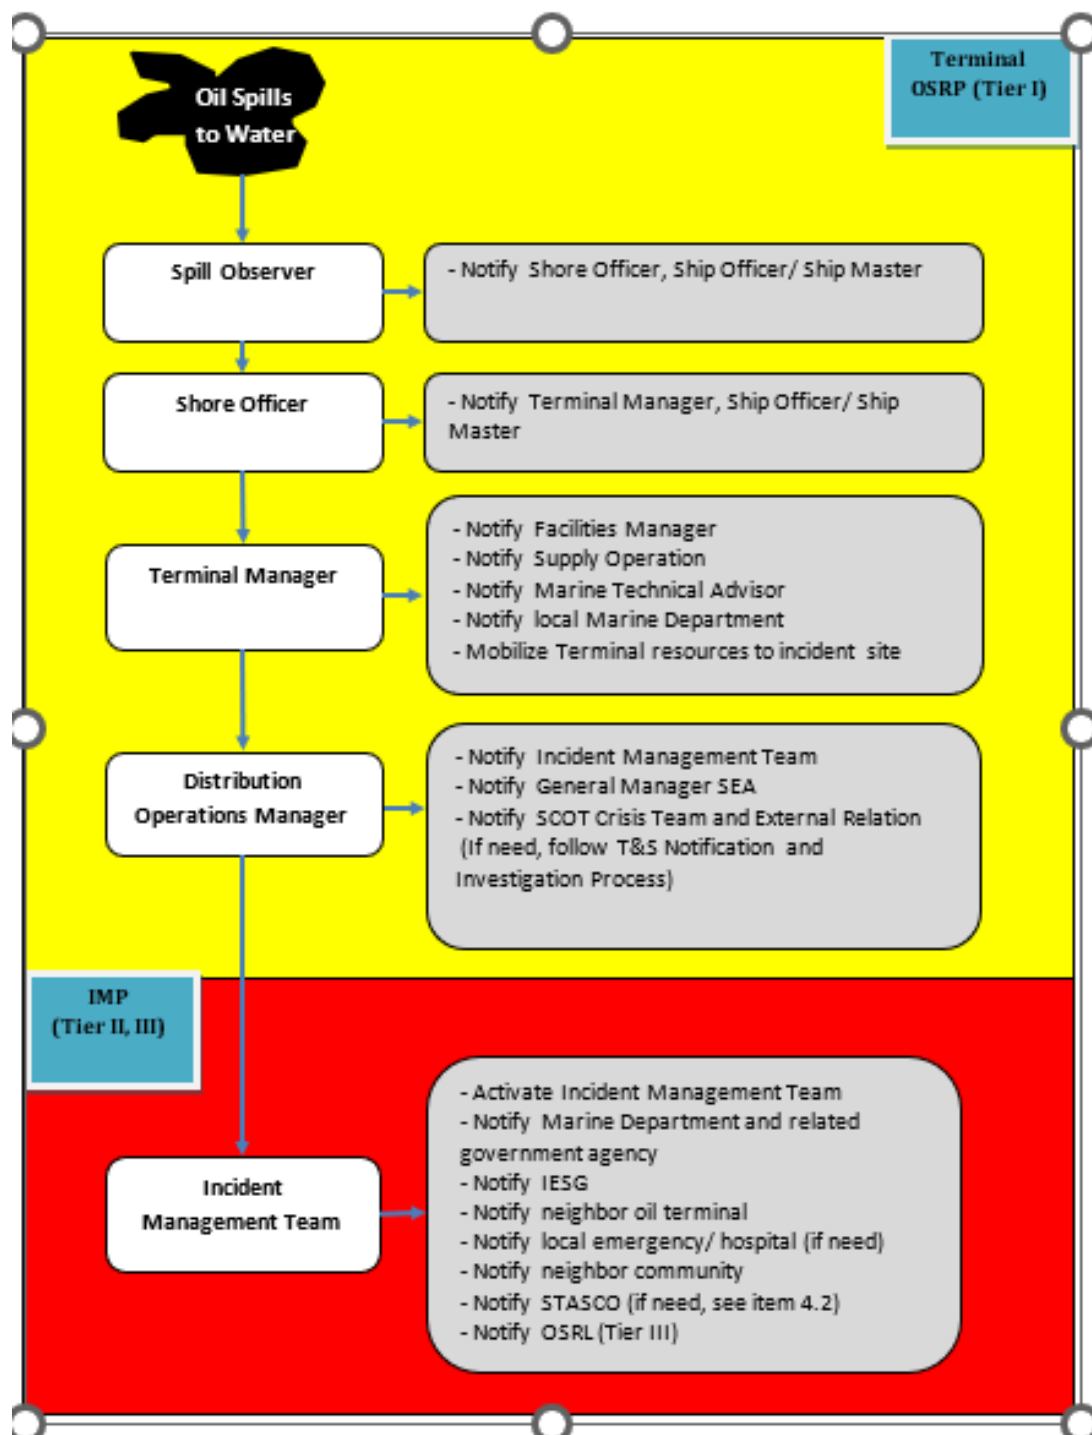 Terminal
OSRP (Tier I)
Oil Spills
to Water
Spill Observer
- Notify Shore Officer, Ship Officer/ Ship Master
Shore Officer
- Notify Terminal Manager, Ship Officer/ Ship
Master
Terminal Manager
- Notify Facilities Manager
- Notify Supply Operation
- Notify Marine Technical Advisor
- Notify local Marine Department
- Mobilize Terminal resources to incident site
Distribution
Operations Manager
- Notify Incident Management Team
- Notify General Manager SEA
- Notify SCOT Crisis Team and External Relation
(If need, follow T&S Notification and
Investigation Process)
IMP
(Tier II, III)
Incident
Management Team
- Activate Incident Management Team
- Notify Marine Department and related
government agency
- Notify IESG
- Notify neighbor oil terminal
- Notify local emergency/ hospital (if need)
- Notify neighbor community
- Notify STASCO (if need, see item 4.2)
- Notify OSRL (Tier III)